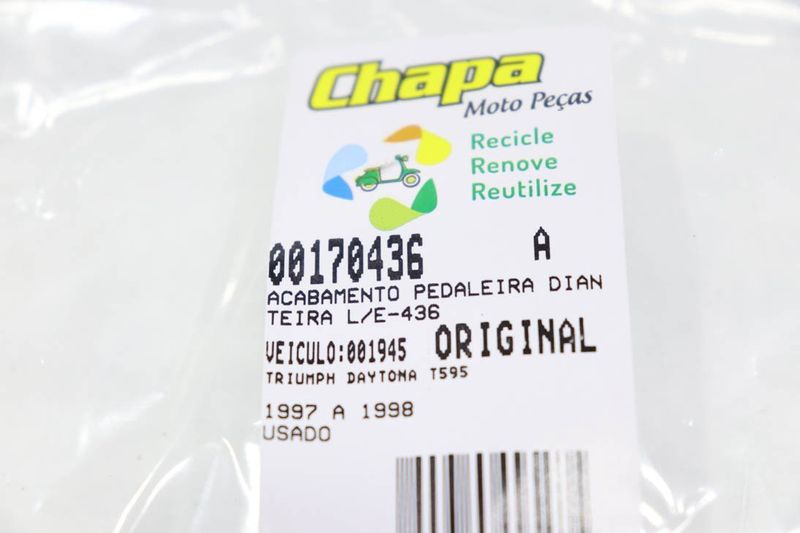 Chapa
Moto Peças
Recicle
Renove
Reutilize
00170436 A
ACABAMENTO PEDALEIRA DIAN
TEIRA L/E-436
VEICULO:001945 ORIGINAL
TRIUMPH DAYTONA T595
1997 A 1998
USADO